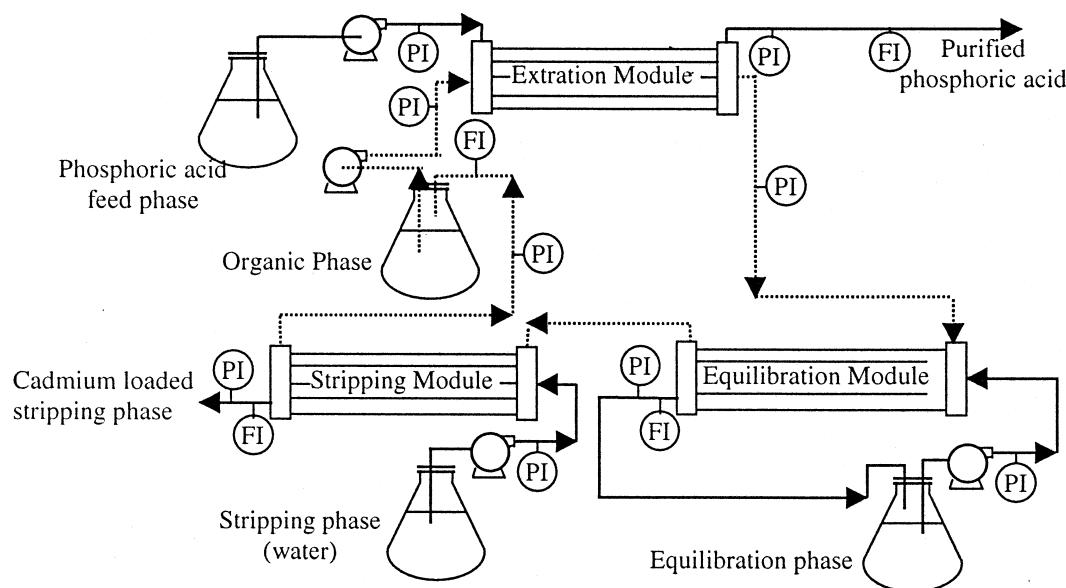 PI
Extration Module
PI
FI
Purified
phosphoric acid
PI
FI
Phosphoric acid
feed phase
PI
Organic Phase
PI
PI
Cadmium loaded
stripping phase
FI
Stripping Module
PI
Equilibration Module
FI
PI
PI
Stripping phase
(water)
Equilibration phase